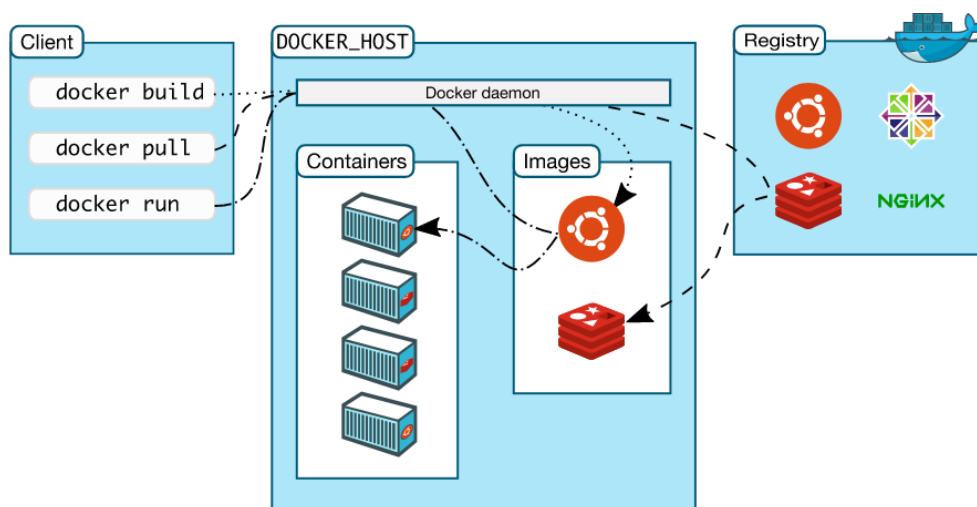 Client
docker build
docker pull
docker run
DOCKER_HOST
Docker daemon
Containers
Images
Registry
NGINX